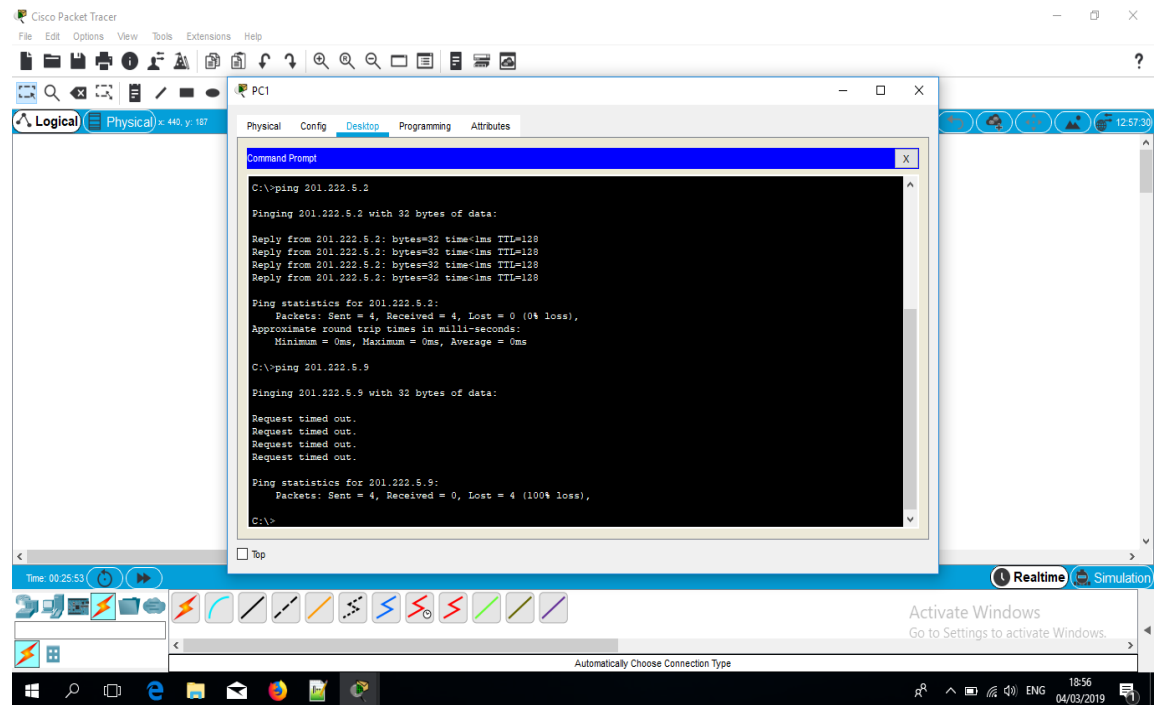 Cisco Packet Tracer
File Edit Options View Tools Extensions Help
?
PC1
Logical
Physical
x: 440, y: 187
12:57:30
Physical Config Desktop Programming Attributes
Command Prompt
X
C:\>ping 201.222.5.2
Pinging 201.222.5.2 with 32 bytes of data:
Reply from 201.222.5.2: bytes=32 time<1ms TTL=128
Reply from 201.222.5.2: bytes=32 time<1ms TTL=128
Reply from 201.222.5.2: bytes=32 time<1ms TTL=128
Reply from 201.222.5.2: bytes=32 time<1ms TTL=128
Ping statistics for 201.222.5.2:
Packets: Sent = 4, Received = 4, Lost = 0 (0% loss),
Approximate round trip times in milli-seconds:
Minimum = 0ms, Maximum = 0ms, Average = 0ms
C:\>ping 201.222.5.9
Pinging 201.222.5.9 with 32 bytes of data:
Request timed out.
Request timed out.
Request timed out.
Request timed out.
Ping statistics for 201.222.5.9:
Packets: Sent = 4, Received = 0, Lost = 4 (100% loss),
C:\>
Top
Time: 00:25:53
Realtime
Simulation
Activate Windows
Go to Settings to activate Windows.
Automatically Choose Connection Type
ENG
18:56
04/03/2019
1